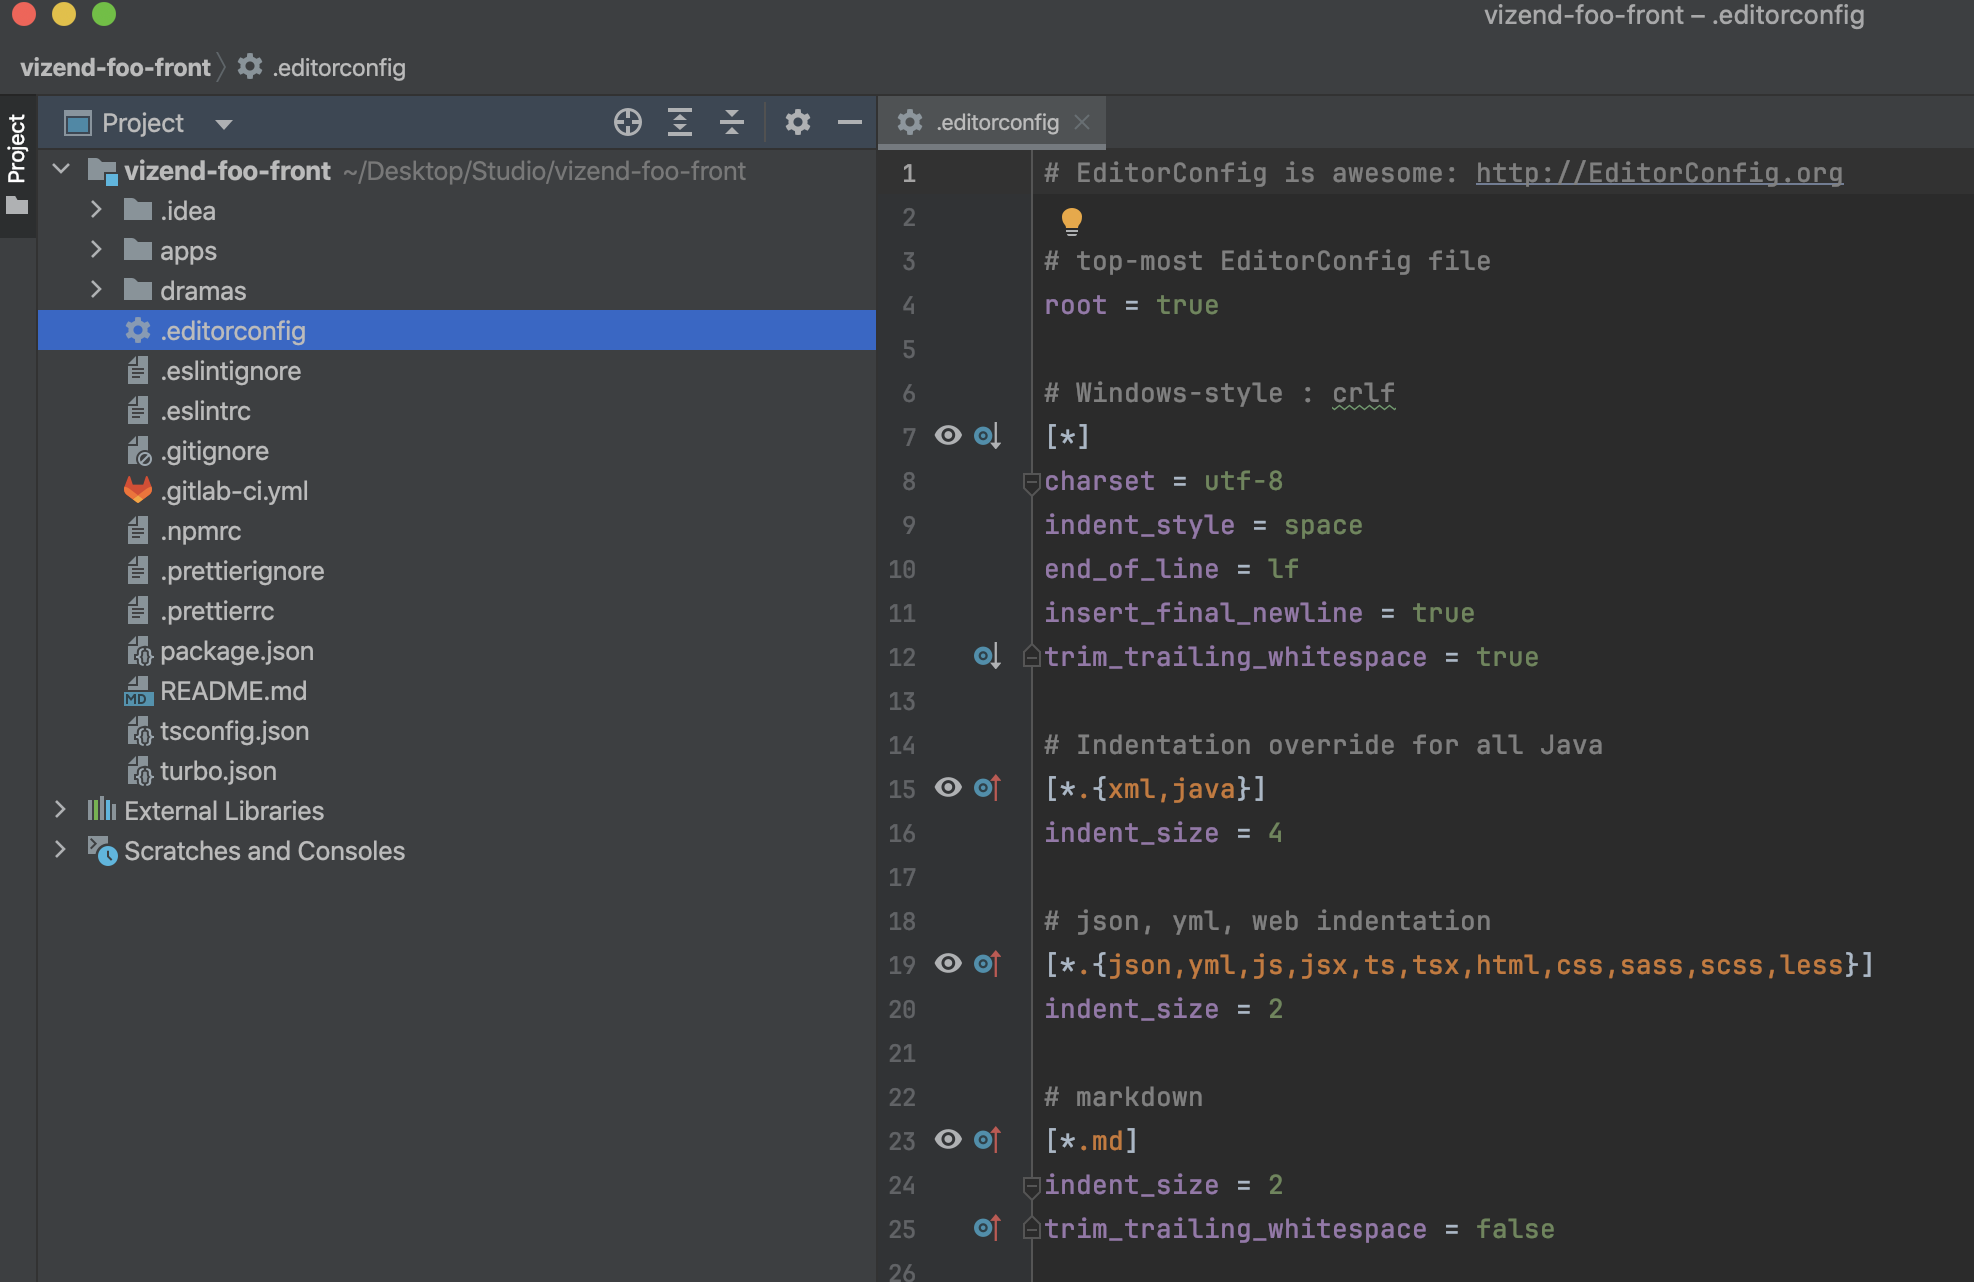 vizend-foo-front – .editorconfig
vizend-foo-front .editorconfig
Project
Project
vizend-foo-front ~/Desktop/Studio/vizend-foo-front
.idea
apps
dramas
.editorconfig
.eslintignore
.eslintrc
.gitignore
.gitlab-ci.yml
.npmrc
.prettierignore
.prettierrc
package.json
MD README.md
tsconfig.json
turbo.json
External Libraries
Scratches and Consoles
.editorconfig
1 # EditorConfig is awesome: http://EditorConfig.org
2
3 # top-most EditorConfig file
4 root = true
5
6 # Windows-style : crlf
7 [*]
8 charset = utf-8
9 indent_style = space
10 end_of_line = lf
11 insert_final_newline = true
12 trim_trailing_whitespace = true
13
14 # Indentation override for all Java
15 [*.{xml,java}]
16 indent_size = 4
17
18 # json, yml, web indentation
19 [*.{json,yml,js,jsx,ts,tsx,html,css,sass,scss,less}]
20 indent_size = 2
21
22 # markdown
23 [*.md]
24 indent_size = 2
25 trim_trailing_whitespace = false
26